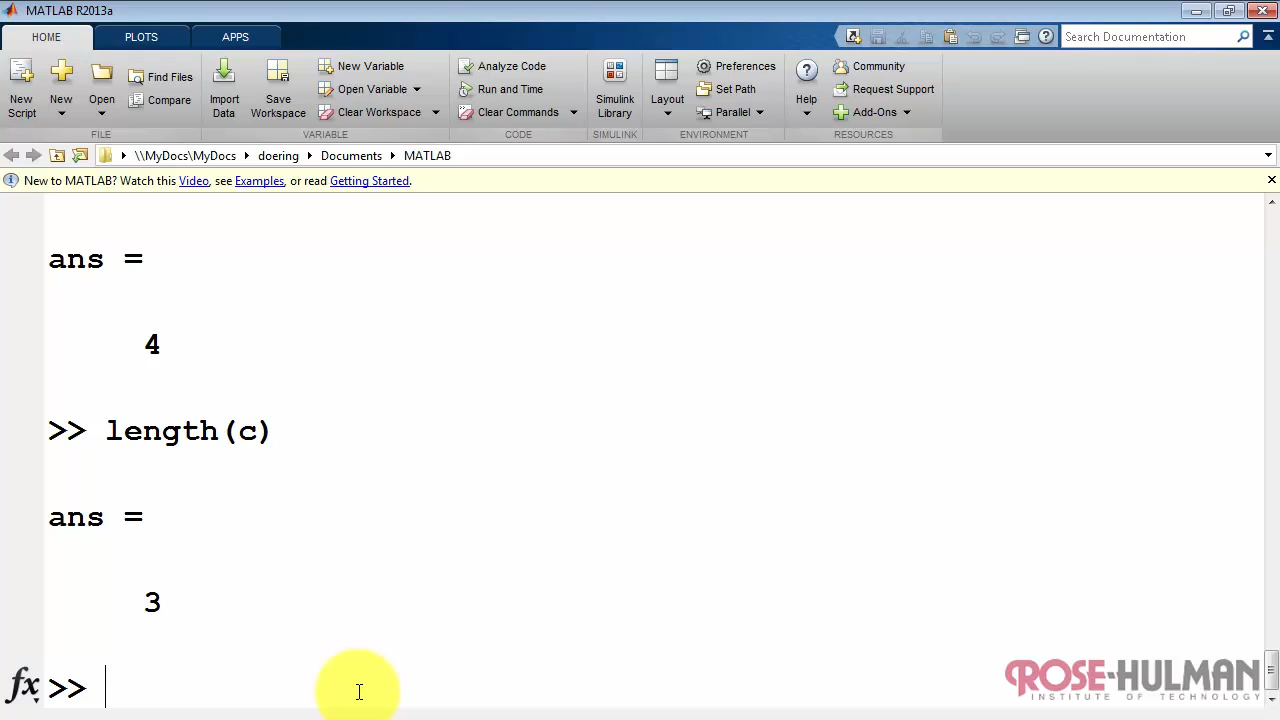 MATLAB R2013a
HOME PLOTS APPS Search Documentation
New Script New Open Find Files Compare Import Data Save Workspace New Variable Open Variable Clear Workspace Analyze Code Run and Time Clear Commands Simulink Library Layout Preferences Set Path Parallel Help Community Request Support Add-Ons
FILE VARIABLE CODE SIMULINK ENVIRONMENT RESOURCES
\\MyDocs\MyDocs doering Documents MATLAB
New to MATLAB? Watch this Video, see Examples, or read Getting Started.
ans =
4
>> length(c)
ans =
3
fx >>
ROSE-HULMAN
INSTITUTE OF TECHNOLOGY